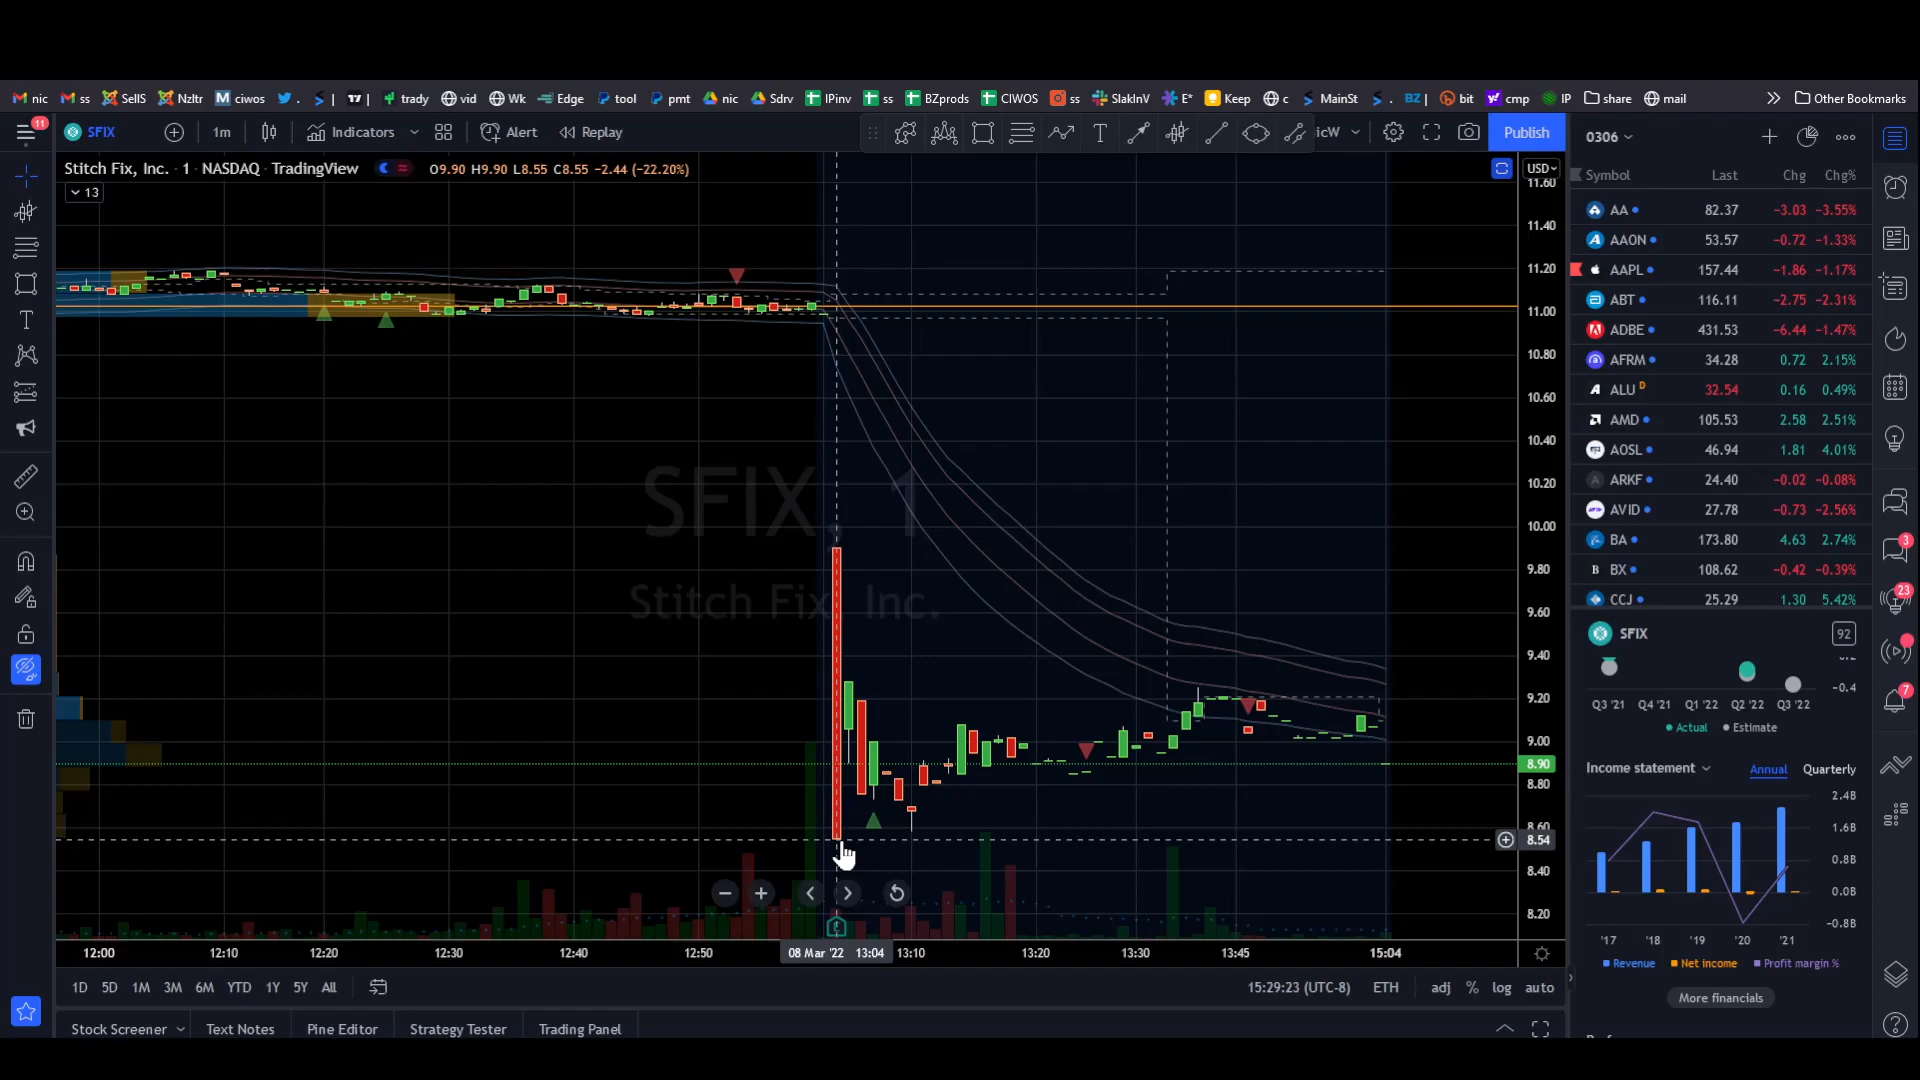 nic ss SellS Nzltr ciwos . | | trady vid Wk Edge tool pmt nic Sdrv IPinv ss BZprods CIWOS ss SlakInV E* Keep c MainSt . BZ | bit cmp IP share mail Other Bookmarks
11 SFIX 1m Indicators Alert Replay icW Publish 0306
Stitch Fix, Inc. · 1 · NASDAQ · TradingView O9.90 H9.90 L8.55 C8.55 −2.44 (−22.20%) USD Symbol Last Chg Chg%
13
11.60
11.40
11.20
11.00
10.80
10.60
10.40
10.20
10.00
9.80
9.60
9.40
9.20
9.00
8.90
8.80
8.60
8.54
8.40
8.20
SFIX, 1
Stitch Fix, Inc.
12:00 12:10 12:20 12:30 12:40 12:50 08 Mar '22 13:04 13:10 13:20 13:30 13:45 15:04
1D 5D 1M 3M 6M YTD 1Y 5Y All 15:29:23 (UTC-8) ETH adj % log auto
Stock Screener Text Notes Pine Editor Strategy Tester Trading Panel
AA 82.37 −3.03 −3.55%
AAON 53.57 −0.72 −1.33%
AAPL 157.44 −1.86 −1.17%
ABT 116.11 −2.75 −2.31%
ADBE 431.53 −6.44 −1.47%
AFRM 34.28 0.72 2.15%
ALU D 32.54 0.16 0.49%
AMD 105.53 2.58 2.51%
AOSL 46.94 1.81 4.01%
ARKF 24.40 −0.02 −0.08%
AVID 27.78 −0.73 −2.56%
BA 173.80 4.63 2.74%
BX 108.62 −0.42 −0.39%
CCJ 25.29 1.30 5.42%
SFIX 92
−0.4
Q3 '21 Q4 '21 Q1 '22 Q2 '22 Q3 '22
Actual Estimate
Income statement Annual Quarterly
2.4B
1.6B
0.8B
0.0B
−0.8B
'17 '18 '19 '20 '21
Revenue Net income Profit margin %
More financials
3
23
7